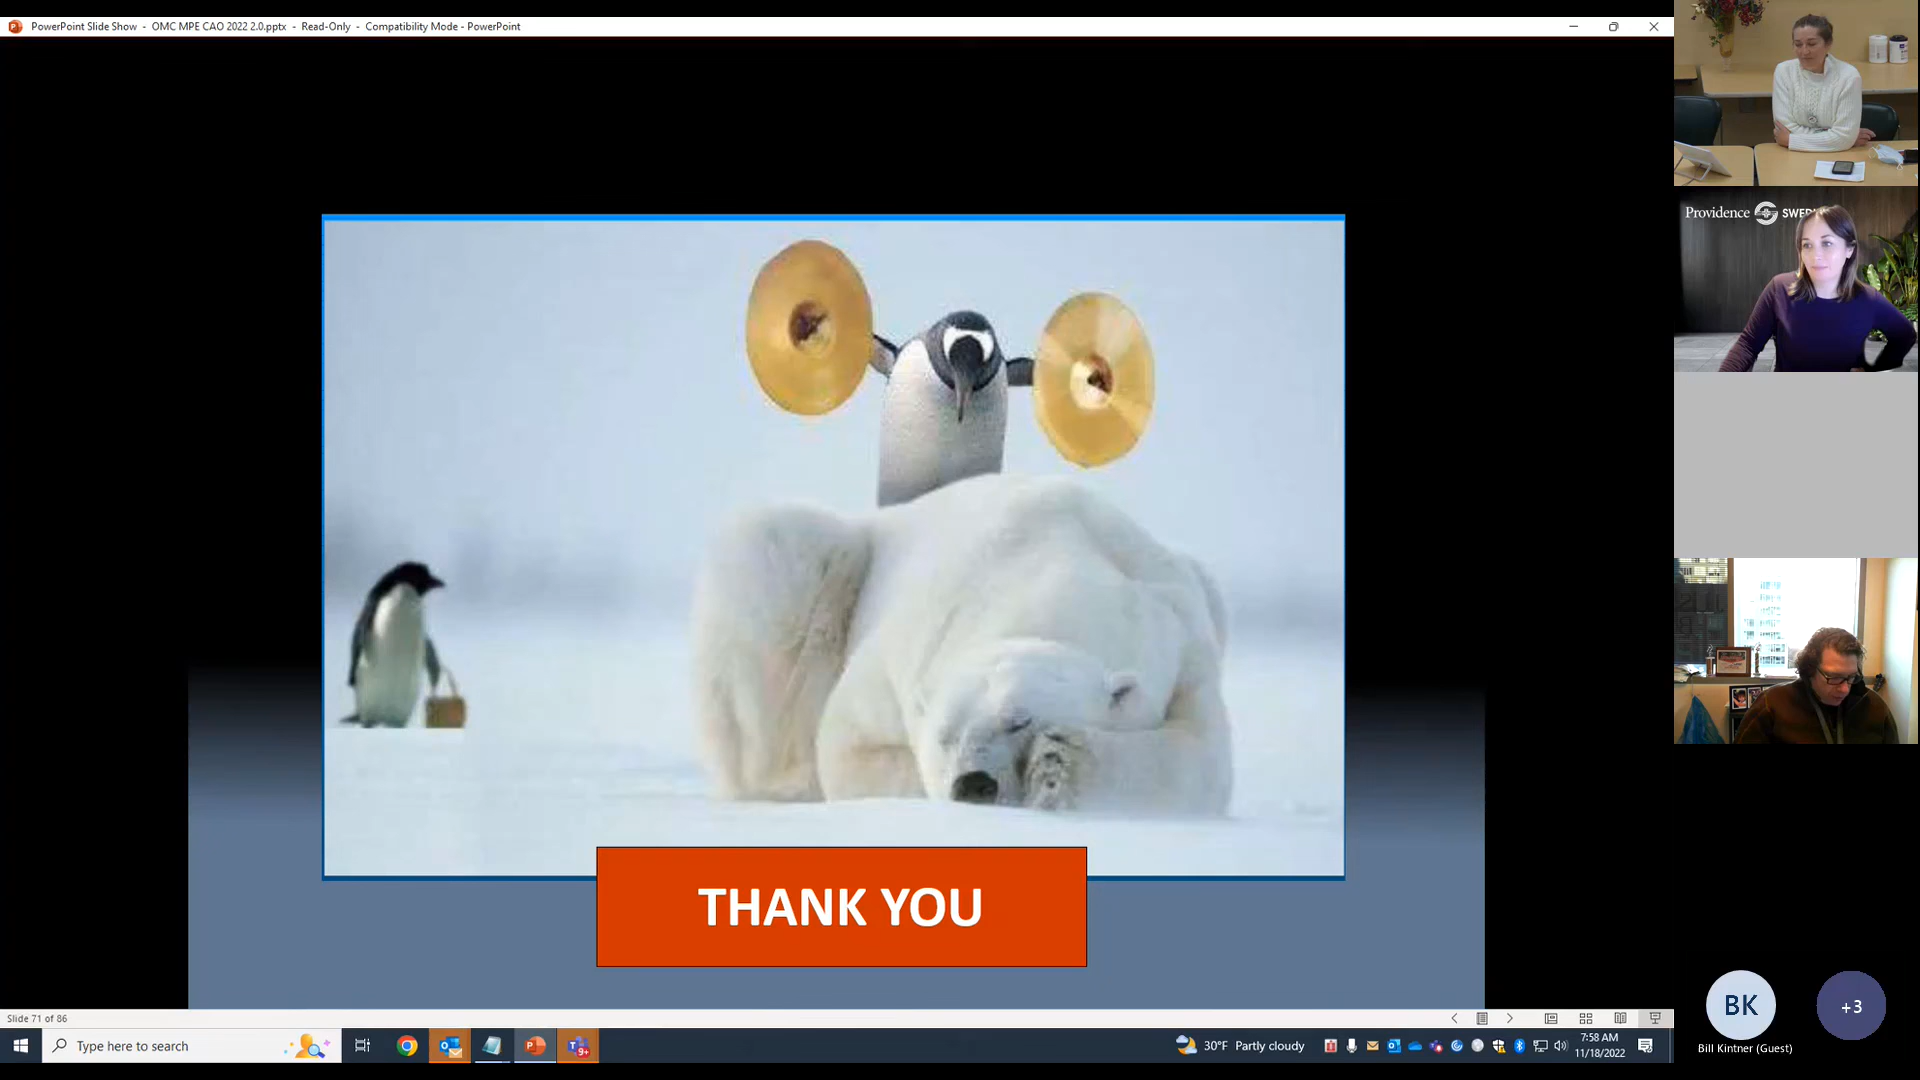 PowerPoint Slide Show - OMC MPE CAO 2022 2.0.pptx - Read-Only - Compatibility Mode - PowerPoint
Providence
THANK YOU
Slide 71 of 86
Type here to search
9+
30°F Partly cloudy
7:58 AM
11/18/2022
BK
+3
Bill Kintner (Guest)